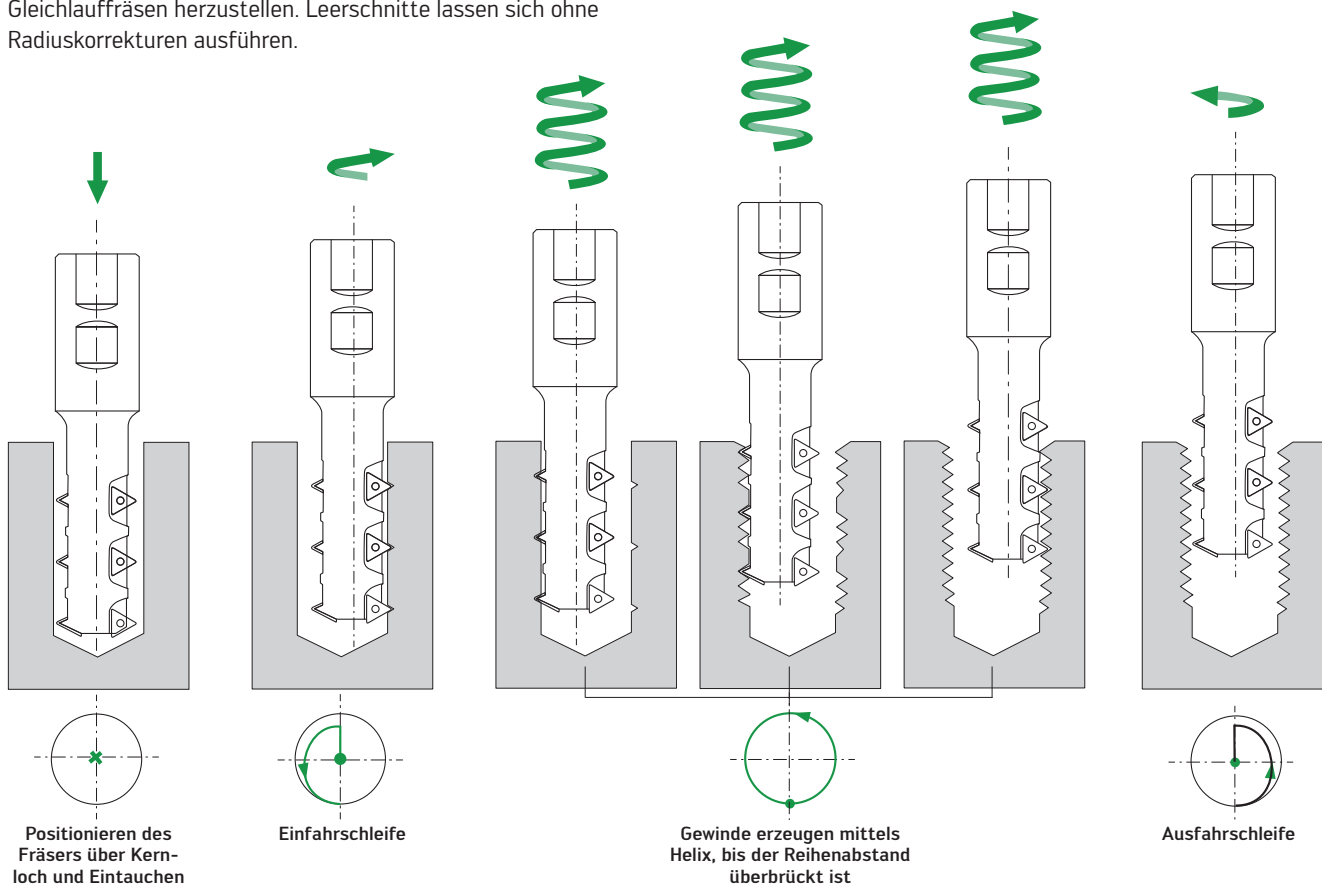 Gleichlauffräsen herzustellen. Leerschnitte lassen sich ohne
Radiuskorrekturen ausführen.
Positionieren des
Fräsers über Kern-
loch und Eintauchen
Einfahrschleife
Gewinde erzeugen mittels
Helix, bis der Reihenabstand
überbrückt ist
Ausfahrschleife